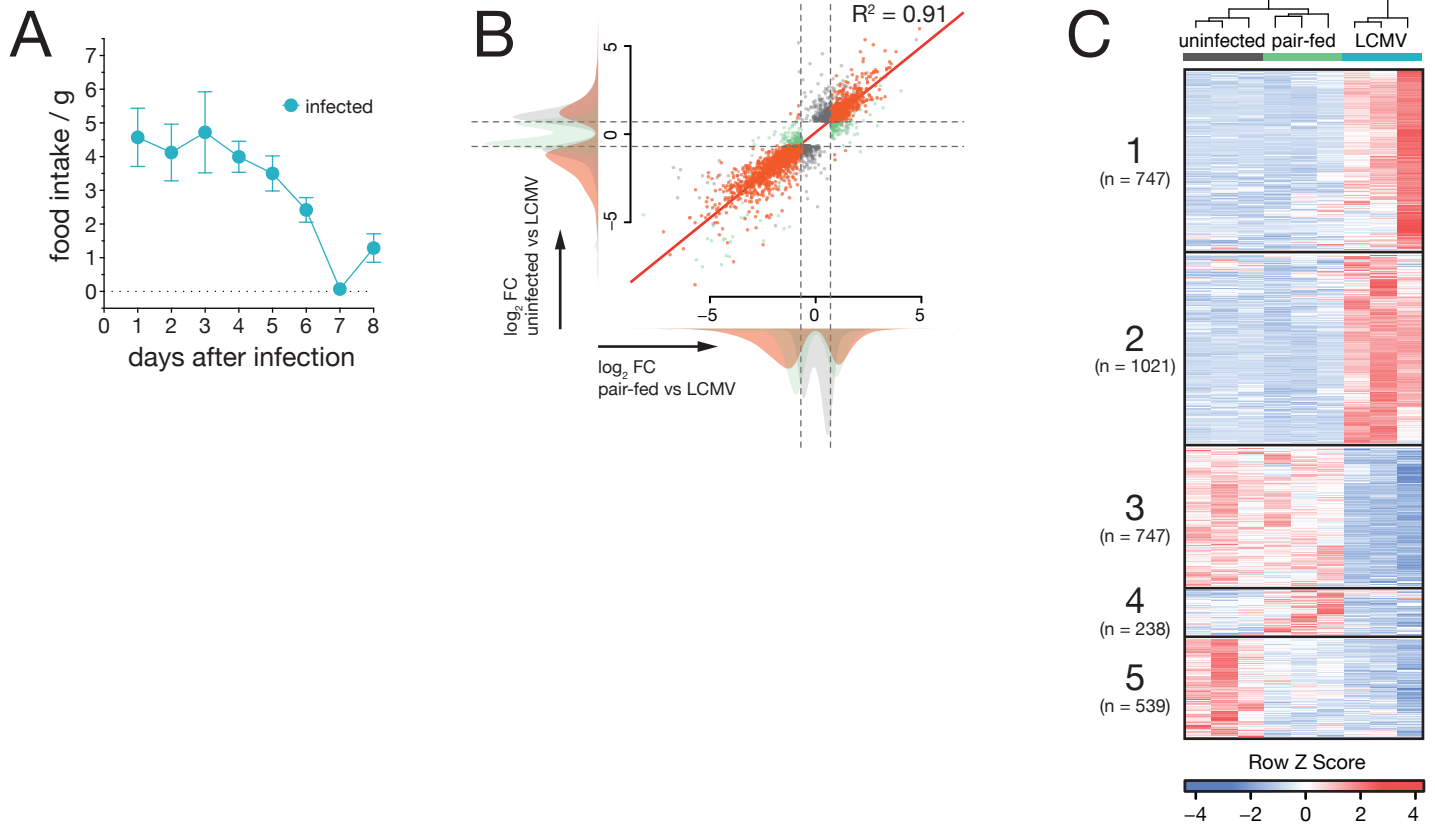 A
food intake / g
7
6
5
4
3
2
1
0
infected
0 1 2 3 4 5 6 7 8
days after infection
B
R² = 0.91
5
0
−5
log₂ FC
uninfected vs LCMV
−5 0 5
log₂ FC
pair-fed vs LCMV
C
uninfected pair-fed LCMV
1
(n = 747)
2
(n = 1021)
3
(n = 747)
4
(n = 238)
5
(n = 539)
Row Z Score
−4 −2 0 2 4